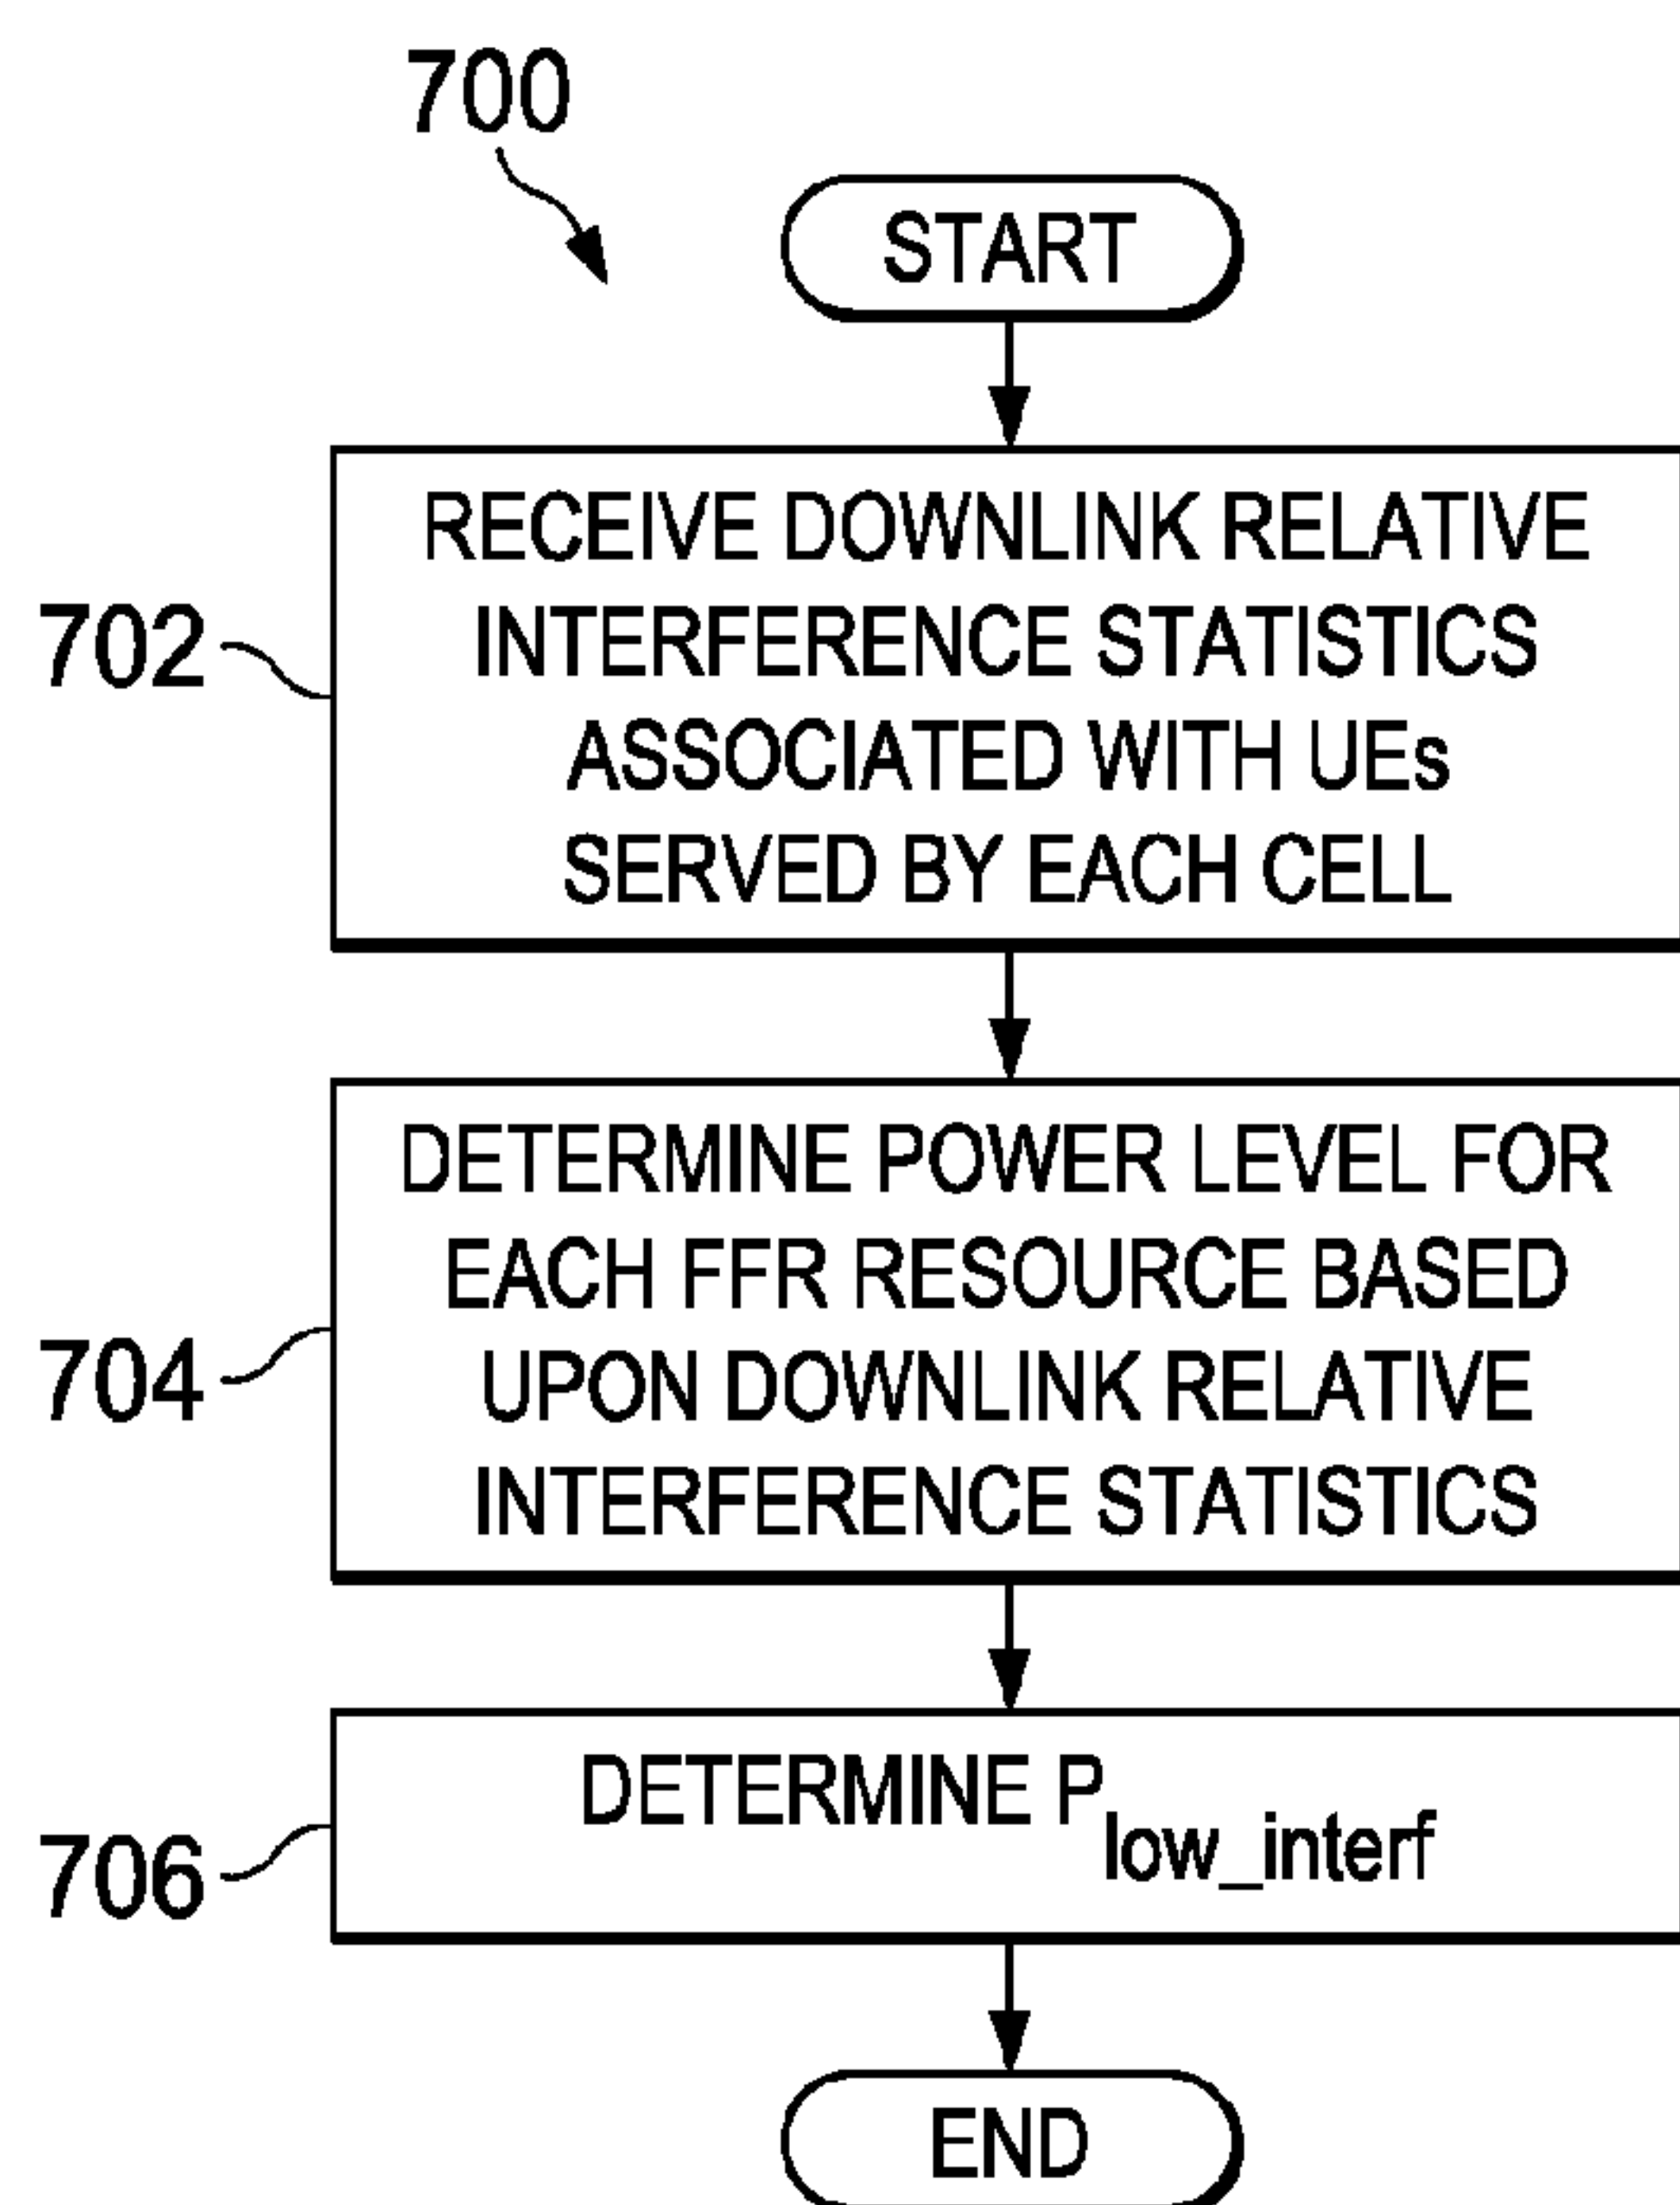 700
START
702
RECEIVE DOWNLINK RELATIVE
INTERFERENCE STATISTICS
ASSOCIATED WITH UEs
SERVED BY EACH CELL
704
DETERMINE POWER LEVEL FOR
EACH FFR RESOURCE BASED
UPON DOWNLINK RELATIVE
INTERFERENCE STATISTICS
706
DETERMINE P low_interf
END